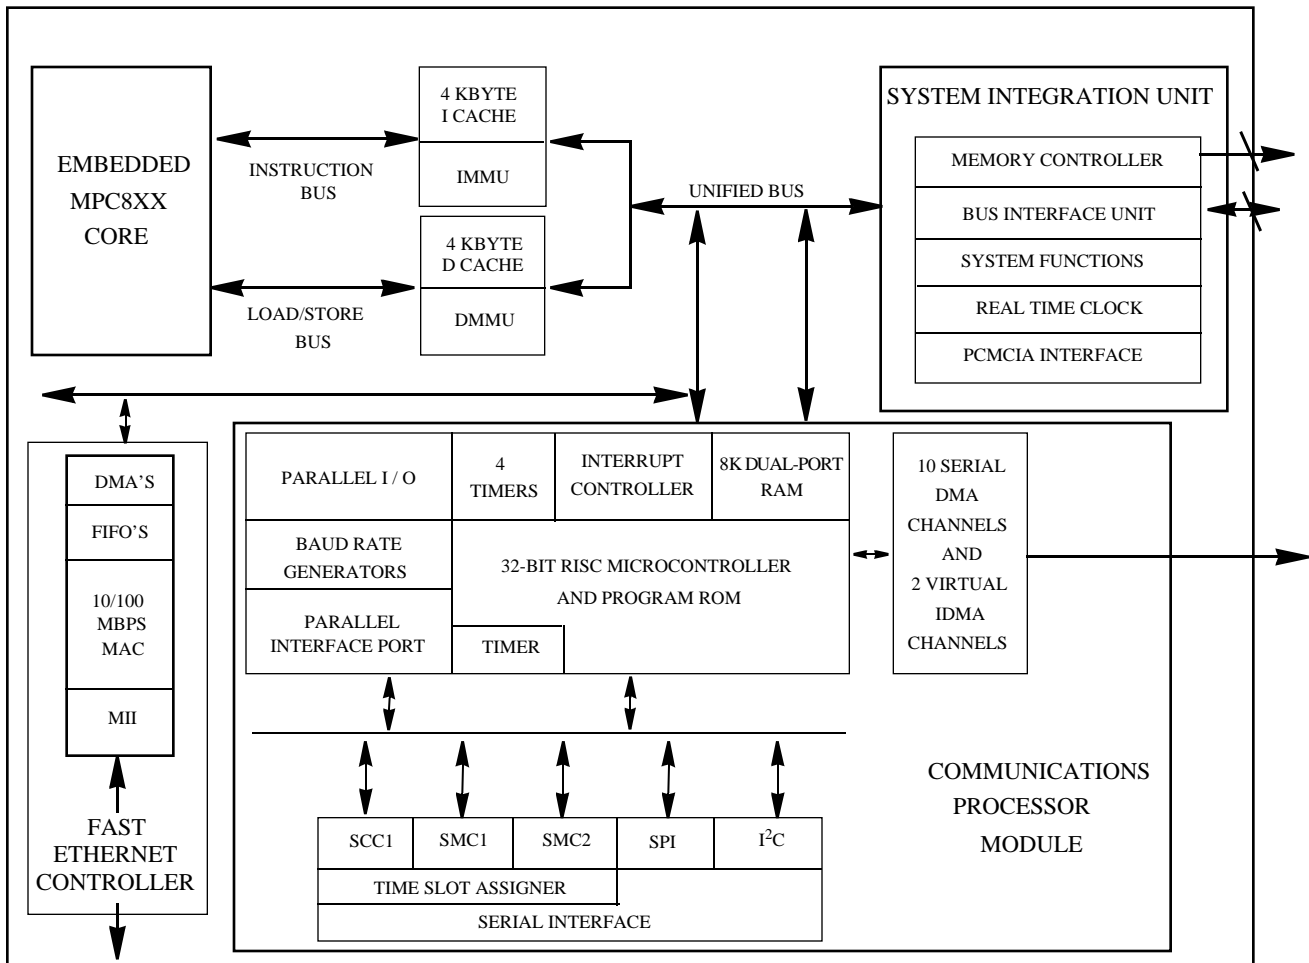 EMBEDDED
MPC8XX
CORE
INSTRUCTION
BUS
LOAD/STORE
BUS
4 KBYTE
I CACHE
IMMU
4 KBYTE
D CACHE
DMMU
UNIFIED BUS
SYSTEM INTEGRATION UNIT
MEMORY CONTROLLER
BUS INTERFACE UNIT
SYSTEM FUNCTIONS
REAL TIME CLOCK
PCMCIA INTERFACE
DMA'S
FIFO'S
10/100
MBPS
MAC
MII
FAST
ETHERNET
CONTROLLER
PARALLEL I / O
4
TIMERS
INTERRUPT
CONTROLLER
8K DUAL-PORT
RAM
BAUD RATE
GENERATORS
PARALLEL
INTERFACE PORT
32-BIT RISC MICROCONTROLLER
AND PROGRAM ROM
TIMER
10 SERIAL
DMA
CHANNELS
AND
2 VIRTUAL
IDMA
CHANNELS
SCC1
SMC1
SMC2
SPI
I²C
TIME SLOT ASSIGNER
SERIAL INTERFACE
COMMUNICATIONS
PROCESSOR
MODULE